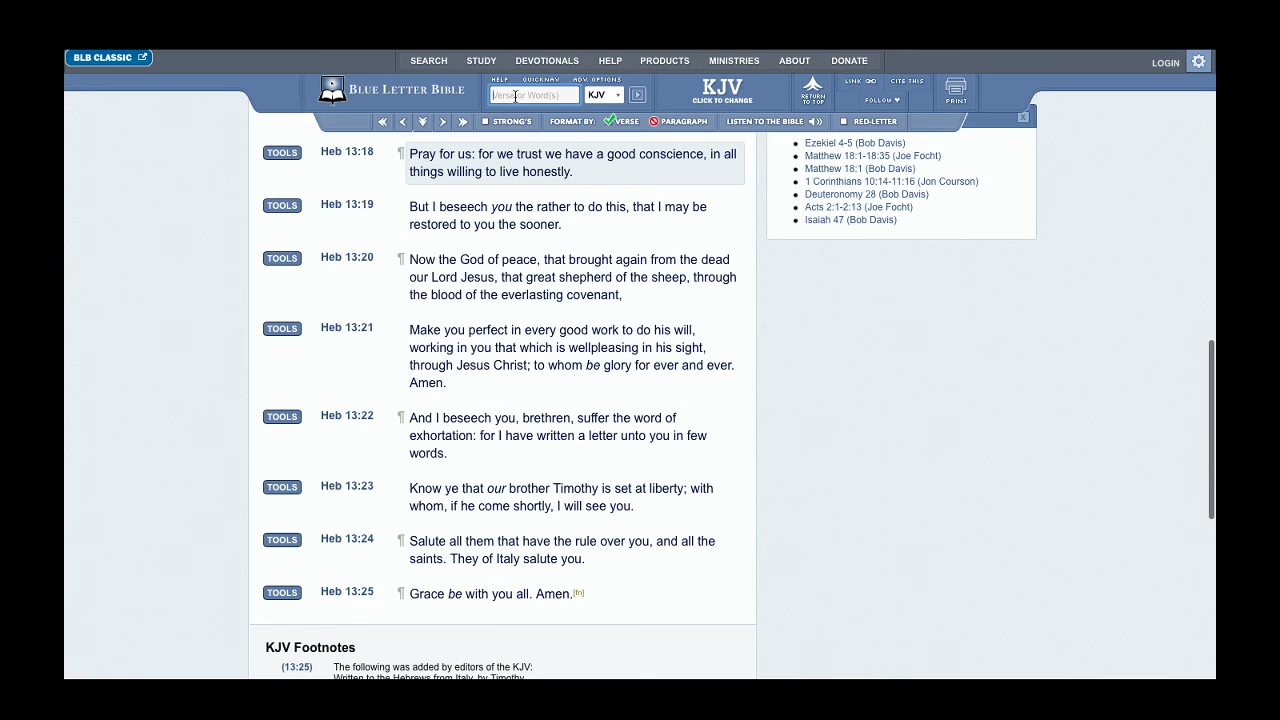 BLB CLASSIC
SEARCH STUDY DEVOTIONALS HELP PRODUCTS MINISTRIES ABOUT DONATE
LOGIN
BLUE LETTER BIBLE
HELP QUICKNAV ADV. OPTIONS
Verse or Word(s)
KJV
KJV
CLICK TO CHANGE
RETURN
TO TOP
LINK CITE THIS
FOLLOW
PRINT
STRONG'S FORMAT BY: VERSE PARAGRAPH LISTEN TO THE BIBLE RED-LETTER
TOOLS Heb 13:18 ¶ Pray for us: for we trust we have a good conscience, in all
things willing to live honestly.
TOOLS Heb 13:19 But I beseech you the rather to do this, that I may be
restored to you the sooner.
TOOLS Heb 13:20 ¶ Now the God of peace, that brought again from the dead
our Lord Jesus, that great shepherd of the sheep, through
the blood of the everlasting covenant,
TOOLS Heb 13:21 Make you perfect in every good work to do his will,
working in you that which is wellpleasing in his sight,
through Jesus Christ; to whom be glory for ever and ever.
Amen.
TOOLS Heb 13:22 ¶ And I beseech you, brethren, suffer the word of
exhortation: for I have written a letter unto you in few
words.
TOOLS Heb 13:23 Know ye that our brother Timothy is set at liberty; with
whom, if he come shortly, I will see you.
TOOLS Heb 13:24 ¶ Salute all them that have the rule over you, and all the
saints. They of Italy salute you.
TOOLS Heb 13:25 ¶ Grace be with you all. Amen.[fn]
KJV Footnotes
(13:25) The following was added by editors of the KJV:
Written to the Hebrews from Italy, by Timothy
Ezekiel 4-5 (Bob Davis)
Matthew 18:1-18:35 (Joe Focht)
Matthew 18:1 (Bob Davis)
1 Corinthians 10:14-11:16 (Jon Courson)
Deuteronomy 28 (Bob Davis)
Acts 2:1-2:13 (Joe Focht)
Isaiah 47 (Bob Davis)